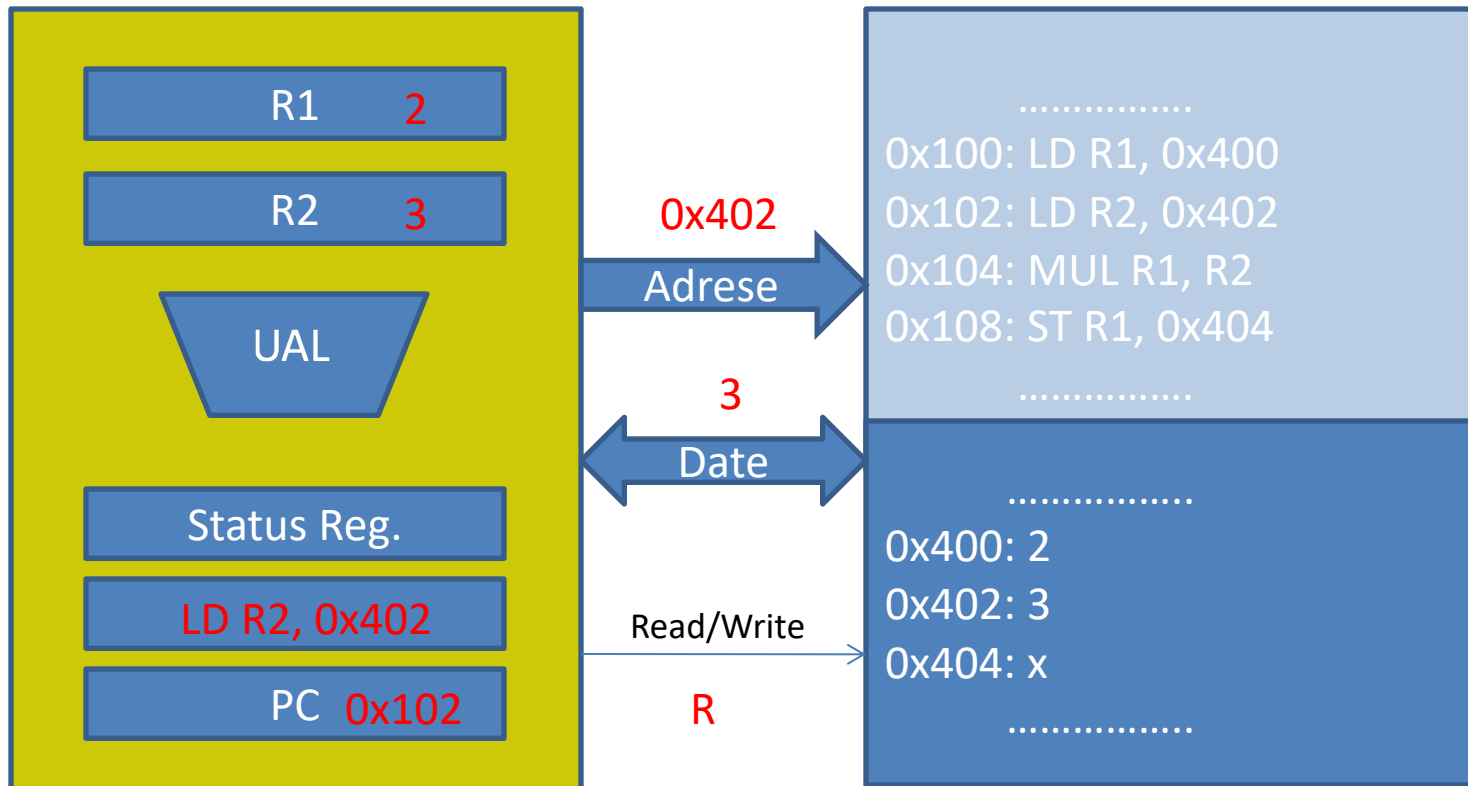 R1 2
R2 3
UAL
Status Reg.
LD R2, 0x402
PC 0x102
0x402
Adrese
3
Date
Read/Write
R
................
0x100: LD R1, 0x400
0x102: LD R2, 0x402
0x104: MUL R1, R2
0x108: ST R1, 0x404
................
.................
0x400: 2
0x402: 3
0x404: x
.................